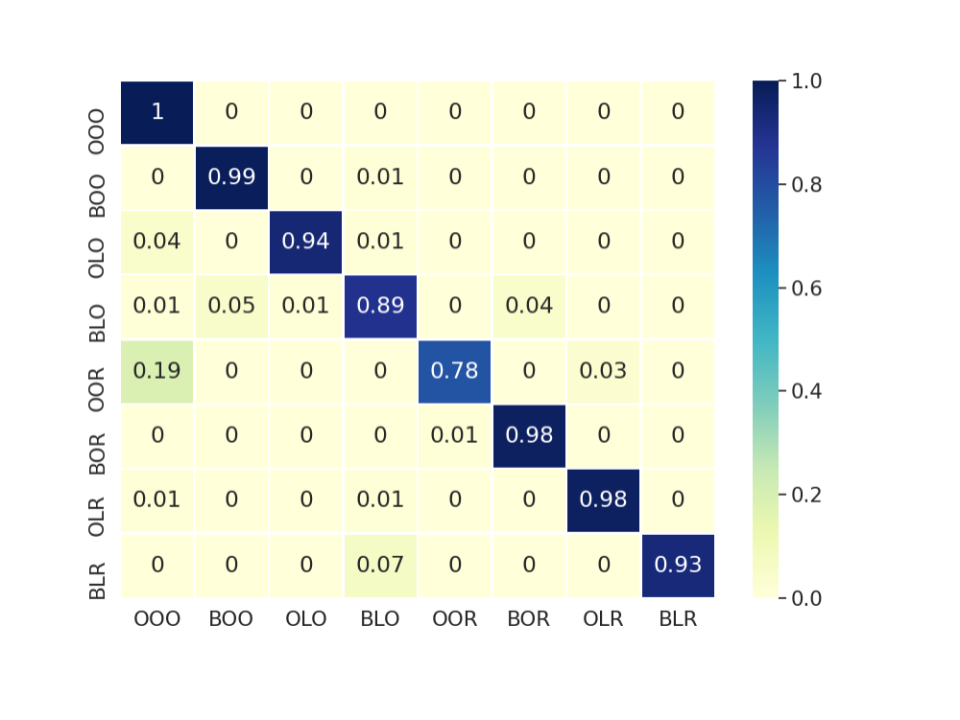 OOO 1 0 0 0 0 0 0 0
BOO 0 0.99 0 0.01 0 0 0 0
OLO 0.04 0 0.94 0.01 0 0 0 0
BLO 0.01 0.05 0.01 0.89 0 0.04 0 0
OOR 0.19 0 0 0 0.78 0 0.03 0
BOR 0 0 0 0 0.01 0.98 0 0
OLR 0.01 0 0 0.01 0 0 0.98 0
BLR 0 0 0 0.07 0 0 0 0.93
OOO BOO OLO BLO OOR BOR OLR BLR
1.0
0.8
0.6
0.4
0.2
0.0